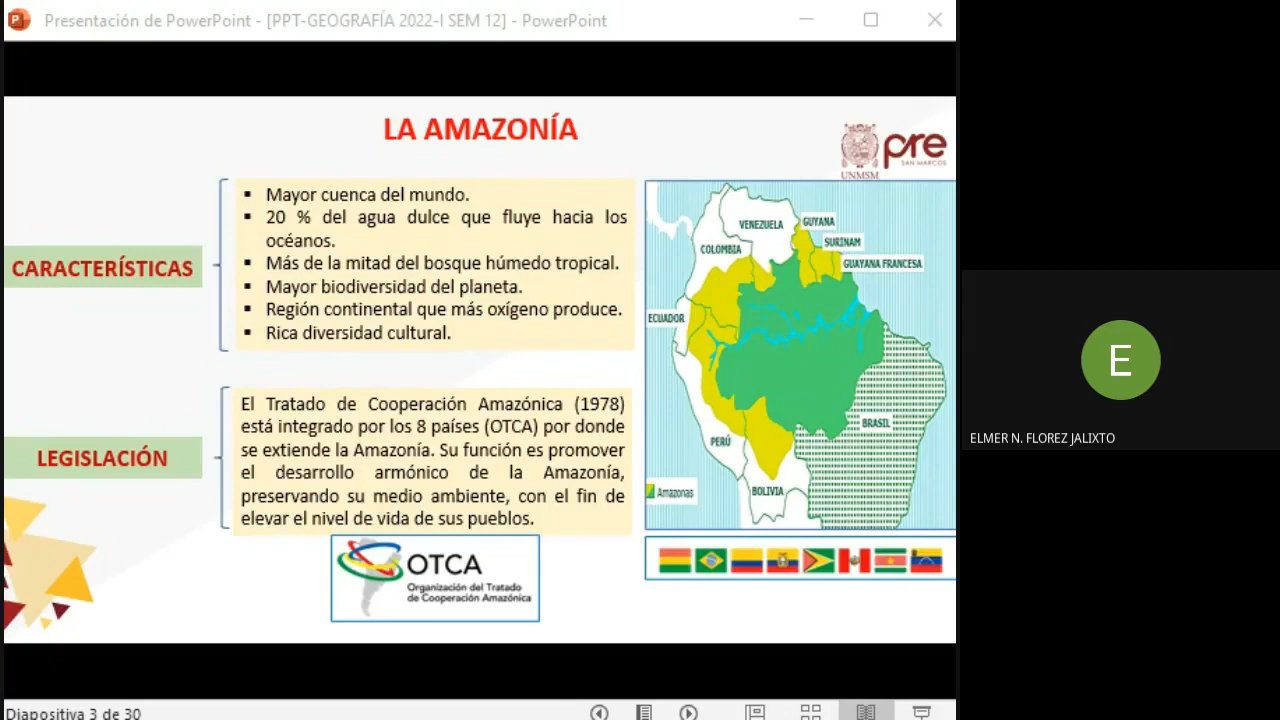 Presentación de PowerPoint - [PPT-GEOGRAFÍA 2022-I SEM 12] - PowerPoint
LA AMAZONÍA
pre
SAN MARCOS
UNMSM
CARACTERÍSTICAS
▪ Mayor cuenca del mundo.
▪ 20 % del agua dulce que fluye hacia los
océanos.
▪ Más de la mitad del bosque húmedo tropical.
▪ Mayor biodiversidad del planeta.
▪ Región continental que más oxígeno produce.
▪ Rica diversidad cultural.
LEGISLACIÓN
El Tratado de Cooperación Amazónica (1978)
está integrado por los 8 países (OTCA) por donde
se extiende la Amazonía. Su función es promover
el desarrollo armónico de la Amazonía,
preservando su medio ambiente, con el fin de
elevar el nivel de vida de sus pueblos.
OTCA
Organización del Tratado
de Cooperación Amazónica
VENEZUELA
GUYANA
COLOMBIA
SURINAM
GUAYANA FRANCESA
ECUADOR
PERÚ
BRASIL
BOLIVIA
Amazonas
E
ELMER N. FLOREZ JALIXTO
Diapositiva 3 de 30